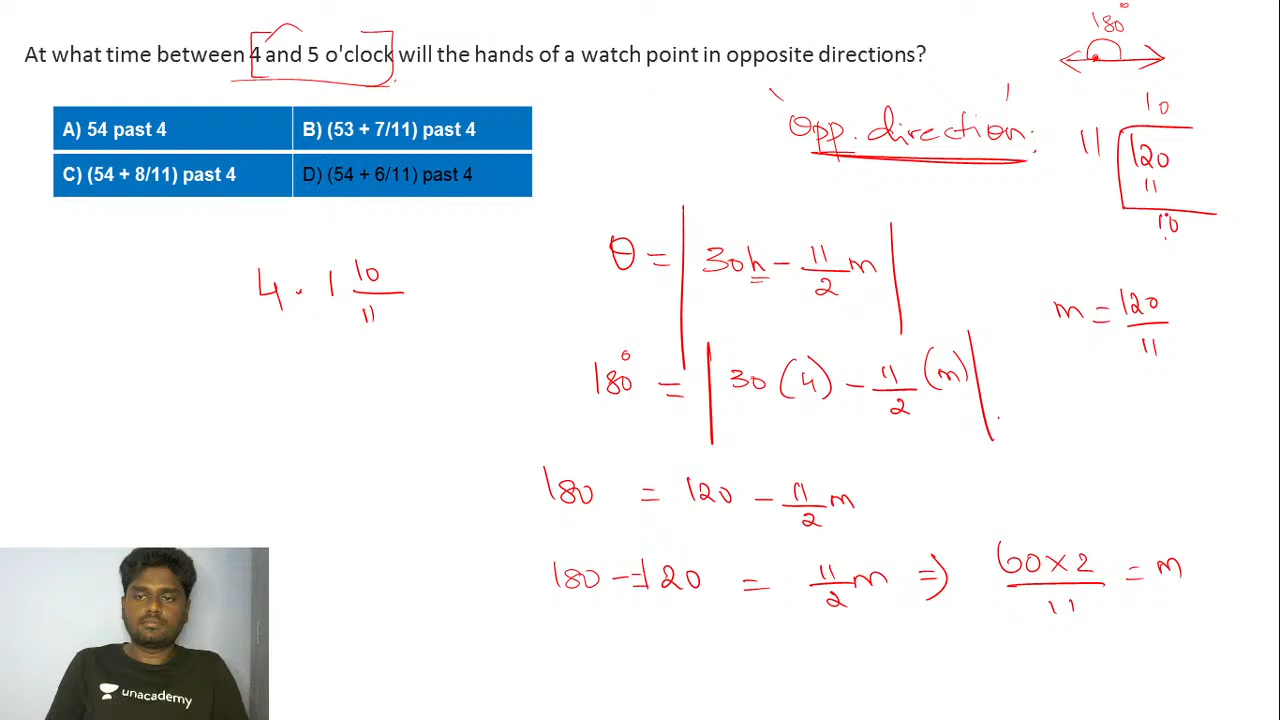 At what time between 4 and 5 o'clock will the hands of a watch point in opposite directions?
180°
A) 54 past 4
B) (53 + 7/11) past 4
C) (54 + 8/11) past 4
D) (54 + 6/11) past 4
'Opp. direction':
10
11 120
11
10
θ = | 30h - 11/2 m |
4 . 1 10/11
m = 120/11
180° = | 30 (4) - 11/2 (m) |
180 = 120 - 11/2 m
180 - 120 = 11/2 m ⇒ 60 × 2 / 11 = m
unacademy